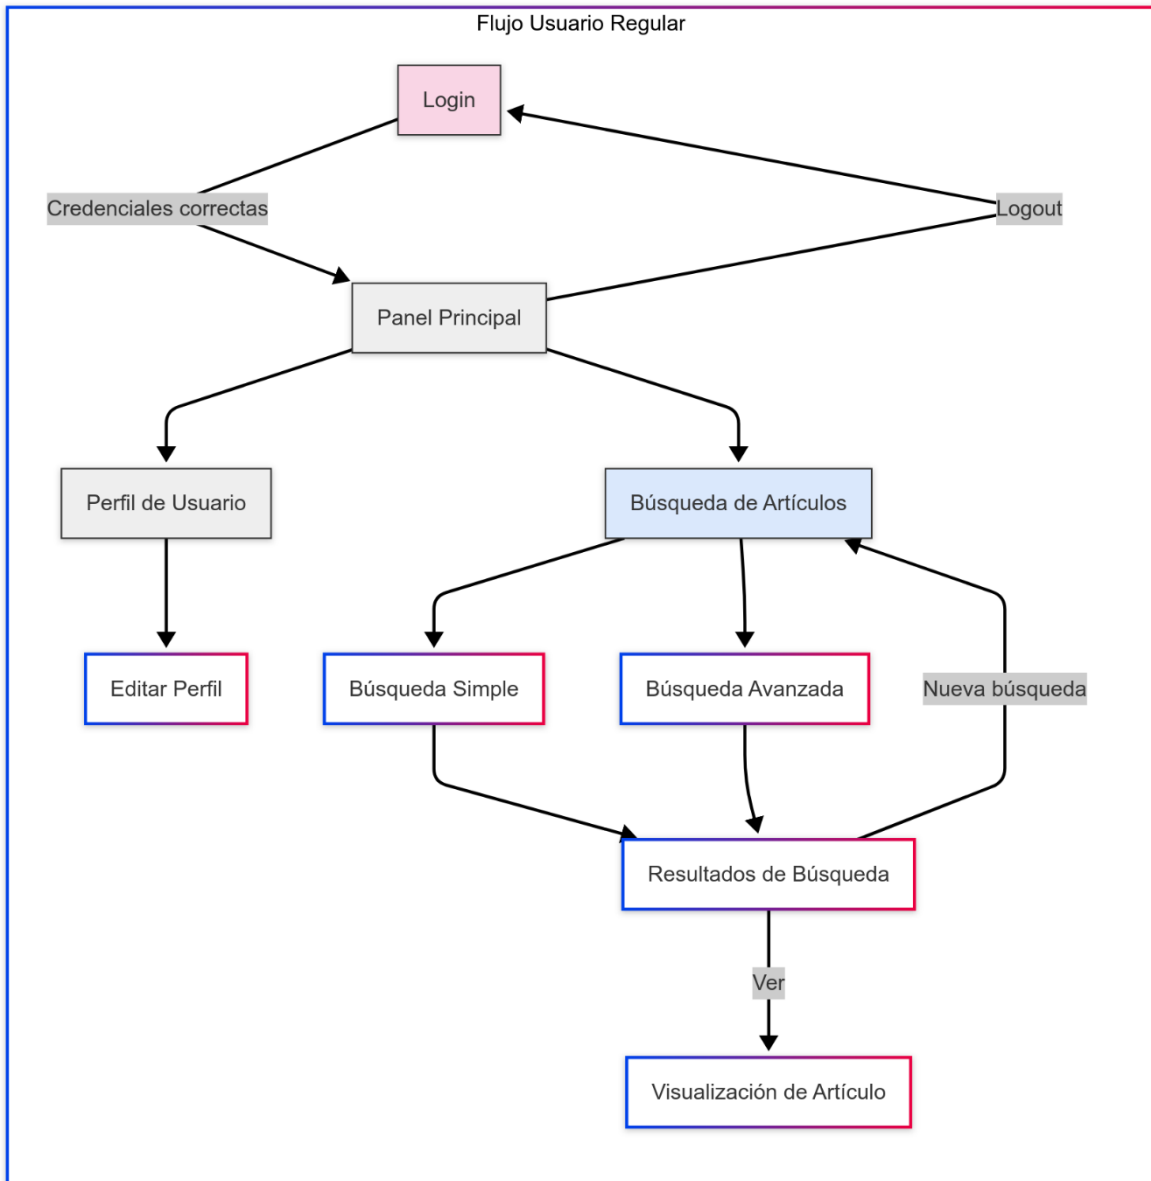 Flujo Usuario Regular
Login
Credenciales correctas
Logout
Panel Principal
Perfil de Usuario
Búsqueda de Artículos
Editar Perfil
Búsqueda Simple
Búsqueda Avanzada
Nueva búsqueda
Resultados de Búsqueda
Ver
Visualización de Artículo